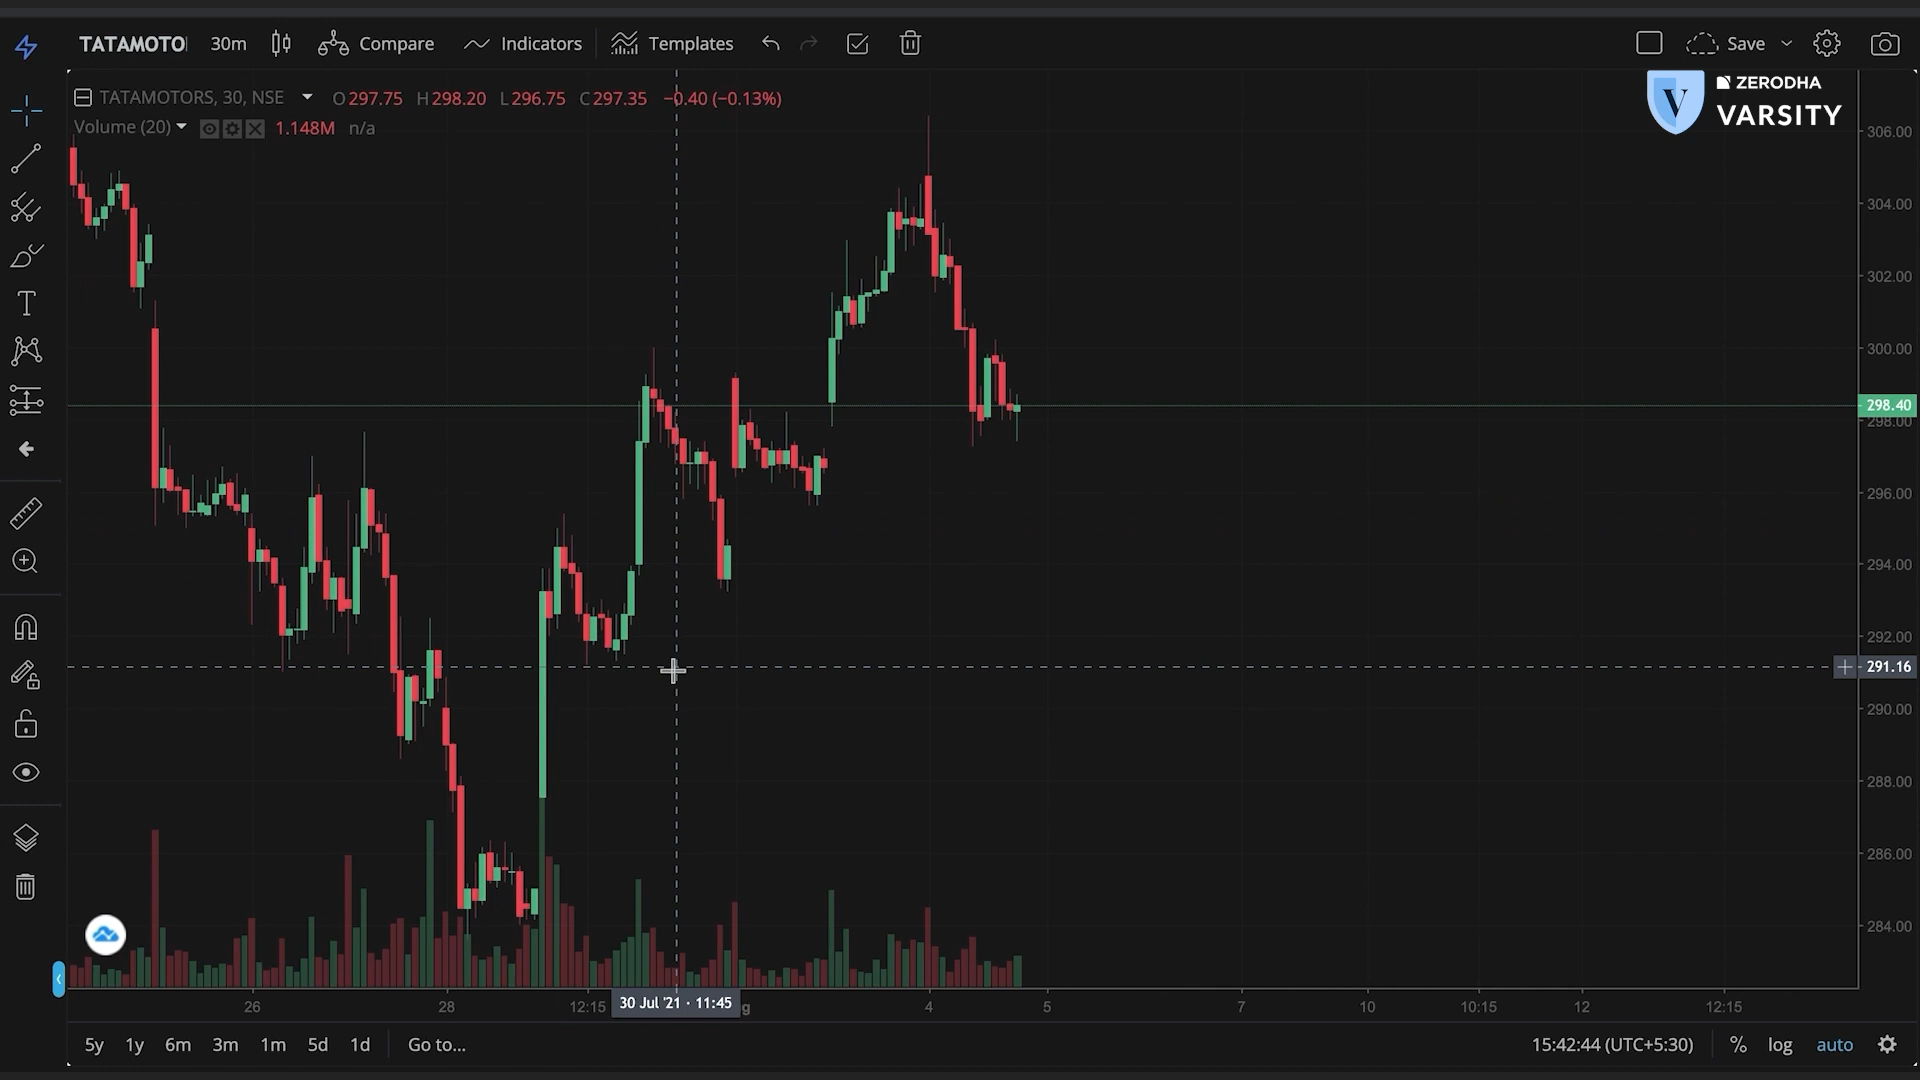 TATAMOTO 30m Compare Indicators Templates Save
TATAMOTORS, 30, NSE O297.75 H298.20 L296.75 C297.35 −0.40 (−0.13%)
Volume (20) 1.148M n/a
ZERODHA
VARSITY
306.00
304.00
302.00
300.00
298.40
298.00
296.00
294.00
292.00
291.16
290.00
288.00
286.00
284.00
26 28 12:15 30 Jul '21 · 11:45 g 4 5 7 10 10:15 12 12:15
5y 1y 6m 3m 1m 5d 1d Go to... 15:42:44 (UTC+5:30) % log auto